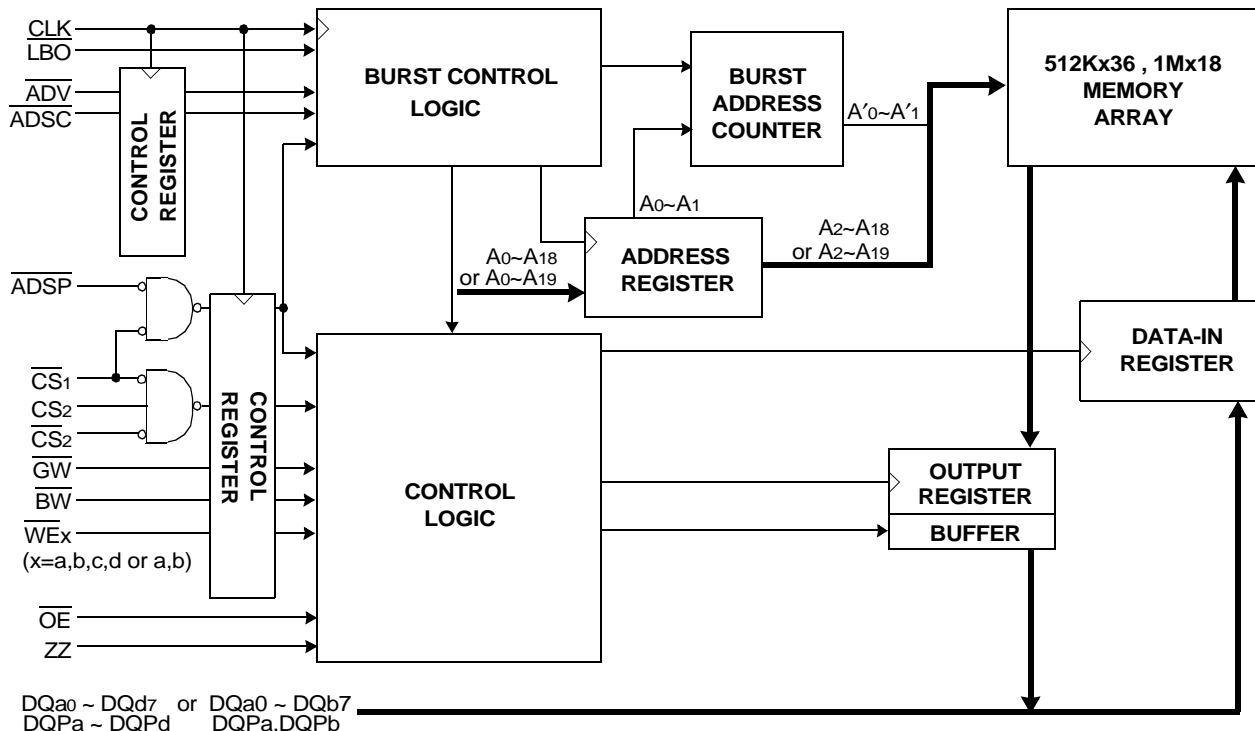 CLK
LBO
ADV
ADSC
CONTROL
REGISTER
BURST CONTROL
LOGIC
BURST
ADDRESS
COUNTER
A′0~A′1
512Kx36 , 1Mx18
MEMORY
ARRAY
A0~A1
A0~A18
or A0~A19
ADDRESS
REGISTER
A2~A18
or A2~A19
ADSP
CS1
CS2
CS2
GW
BW
WEx
(x=a,b,c,d or a,b)
OE
ZZ
CONTROL
REGISTER
CONTROL
LOGIC
DATA-IN
REGISTER
OUTPUT
REGISTER
BUFFER
DQa0 ~ DQd7 or DQa0 ~ DQb7
DQPa ~ DQPd DQPa,DQPb